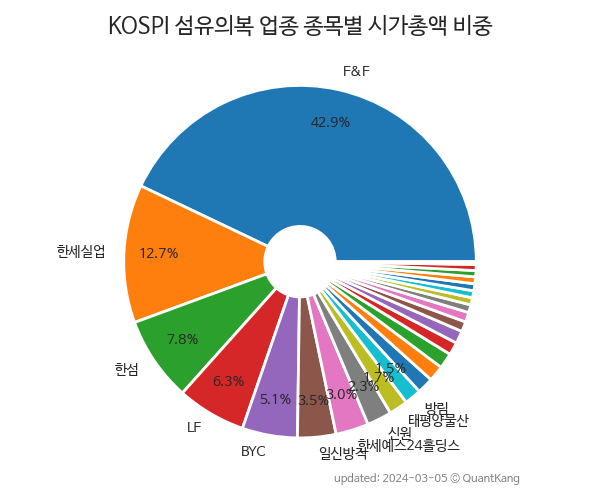 KOSPI 섬유의복 업종 종목별 시가총액 비중
F&F
42.9%
한세실업
12.7%
한섬
7.8%
LF
6.3%
BYC
5.1%
일신방직
3.5%
한세예스24홀딩스
3.0%
신원
2.3%
태평양물산
1.7%
방림
1.5%
updated: 2024-03-05 ⓒ QuantKang